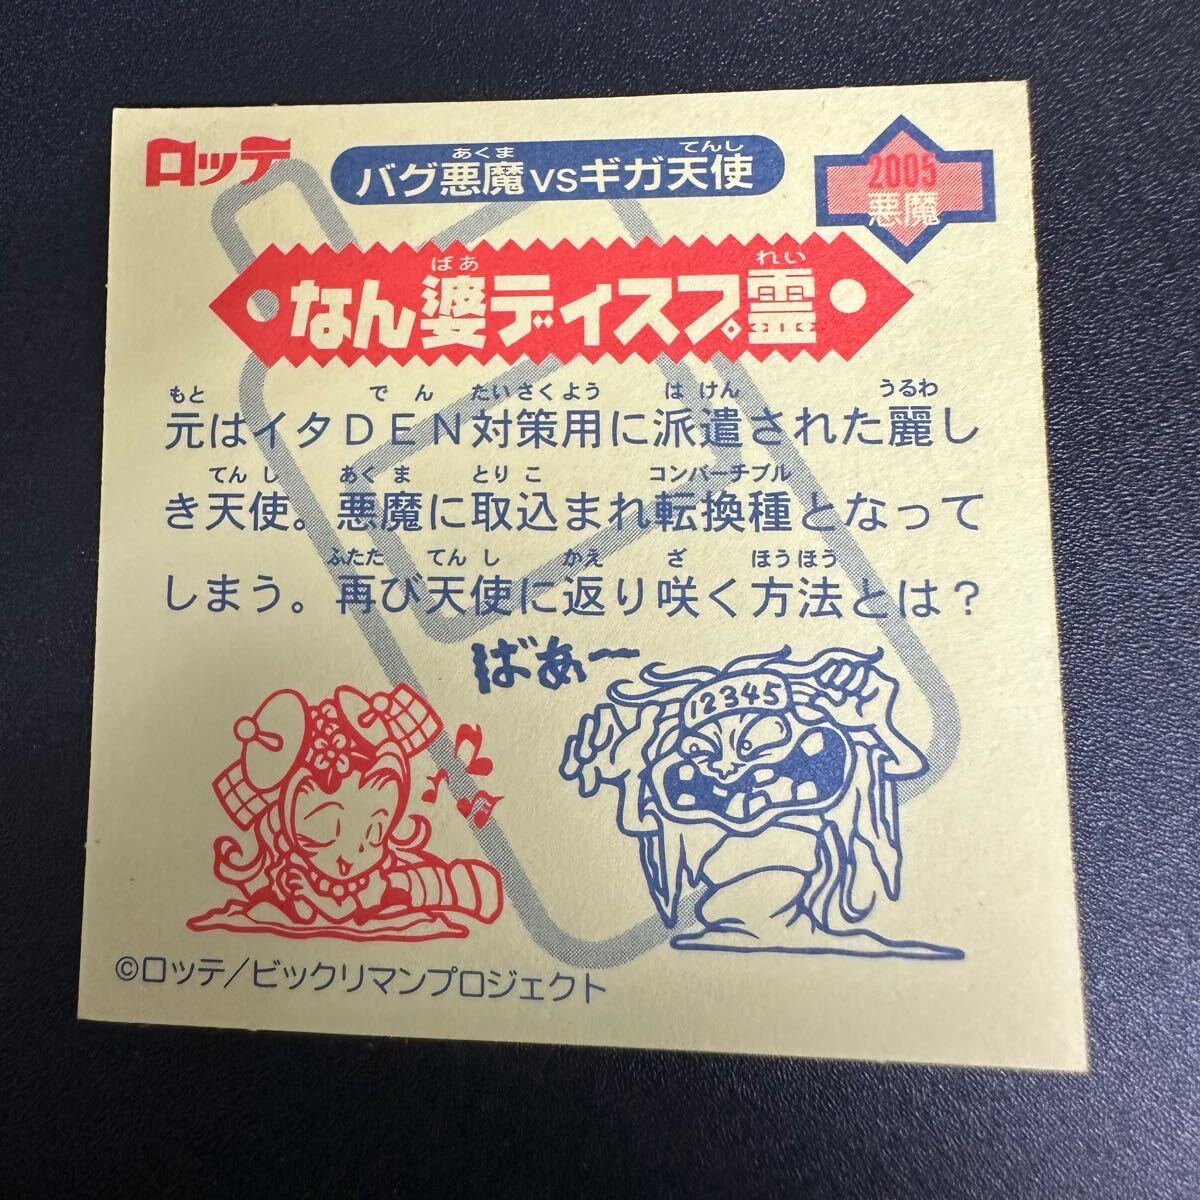 ロッテ
あくま てんし
バグ悪魔vsギガ天使
2005
悪魔
ばあ れい
なん婆ディスプ霊
もと でん たいさくよう はけん うるわ
元はイタDEN対策用に派遣された麗し
てんし あくま とりこ コンバーチブル
き天使。悪魔に取込まれ転換種となって
ふたた てんし かえ ざ ほうほう
しまう。再び天使に返り咲く方法とは?
ばあー
12345
©ロッテ/ビックリマンプロジェクト